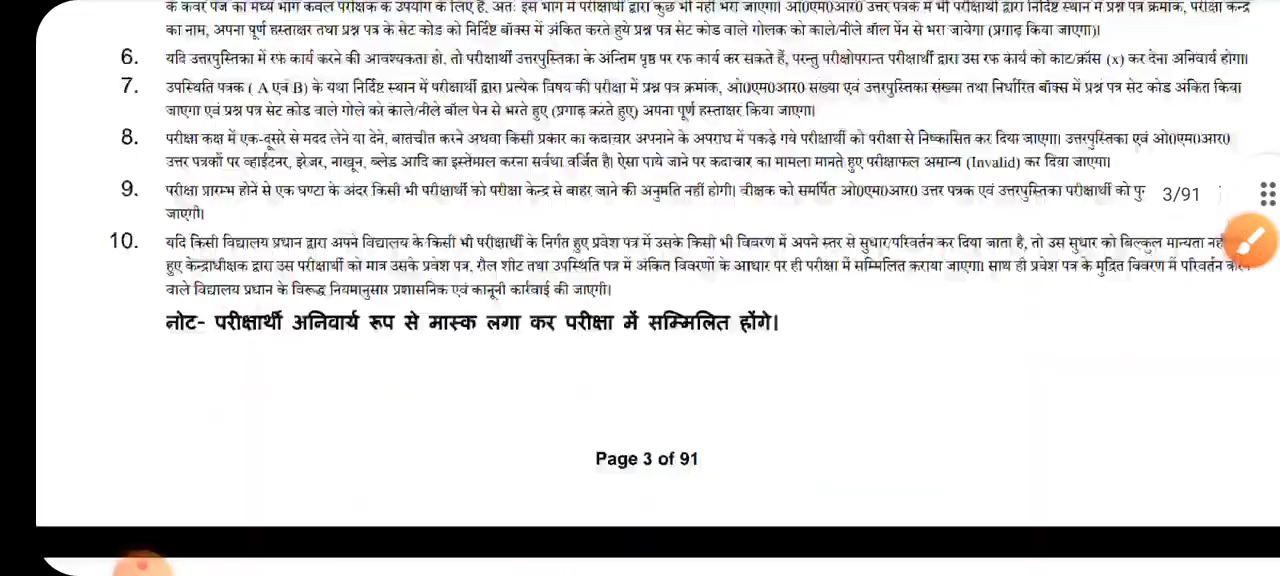 के कवर पेज का मध्य भाग केवल परीक्षक के उपयोग के लिए है, अतः इस भाग में परीक्षार्थी द्वारा कुछ भी नहीं भरा जाएगा। ओ0एम0आर0 उत्तर पत्रक में भी परीक्षार्थी द्वारा निर्दिष्ट स्थान में प्रश्न पत्र क्रमांक, परीक्षा केन्द्र
का नाम, अपना पूर्ण हस्ताक्षर तथा प्रश्न पत्र के सेट कोड को निर्दिष्ट बॉक्स में अंकित करते हुये प्रश्न पत्र सेट कोड वाले गोलक को काले/नीले बॉल पेन से भरा जायेगा (प्रगाढ़ किया जाएगा)।
6. यदि उत्तरपुस्तिका में रफ कार्य करने की आवश्यकता हो, तो परीक्षार्थी उत्तरपुस्तिका के अन्तिम पृष्ठ पर रफ कार्य कर सकते हैं, परन्तु परीक्षोपरान्त परीक्षार्थी द्वारा उस रफ कार्य को काट/क्रॉस (x) कर देना अनिवार्य होगा।
7. उपस्थिति पत्रक ( A एवं B) के यथा निर्दिष्ट स्थान में परीक्षार्थी द्वारा प्रत्येक विषय की परीक्षा में प्रश्न पत्र क्रमांक, ओ0एम0आर0 संख्या एवं उत्तरपुस्तिका संख्या तथा निर्धारित बॉक्स में प्रश्न पत्र सेट कोड अंकित किया
जाएगा एवं प्रश्न पत्र सेट कोड वाले गोले को काले/नीले बॉल पेन से भरते हुए (प्रगाढ़ करते हुए) अपना पूर्ण हस्ताक्षर किया जाएगा।
8. परीक्षा कक्ष में एक-दूसरे से मदद लेने या देने, बातचीत करने अथवा किसी प्रकार का कदाचार अपनाने के अपराध में पकड़े गये परीक्षार्थी को परीक्षा से निष्कासित कर दिया जाएगा। उत्तरपुस्तिका एवं ओ0एम0आर0
उत्तर पत्रकों पर व्हाईटनर, इरेजर, नाखून, ब्लेड आदि का इस्तेमाल करना सर्वथा वर्जित है। ऐसा पाये जाने पर कदाचार का मामला मानते हुए परीक्षाफल अमान्य (Invalid) कर दिया जाएगा।
9. परीक्षा प्रारम्भ होने से एक घण्टा के अंदर किसी भी परीक्षार्थी को परीक्षा केन्द्र से बाहर जाने की अनुमति नहीं होगी। वीक्षक को समर्पित ओ0एम0आर0 उत्तर पत्रक एवं उत्तरपुस्तिका परीक्षार्थी को 3/91
जाएगी।
10. यदि किसी विद्यालय प्रधान द्वारा अपने विद्यालय के किसी भी परीक्षार्थी के निर्गत हुए प्रवेश पत्र में उसके किसी भी विवरण में अपने स्तर से सुधार/परिवर्तन कर दिया जाता है, तो उस सुधार को बिल्कुल मान्यता
हुए केन्द्राधीक्षक द्वारा उस परीक्षार्थी को मात्र उसके प्रवेश पत्र, रौल शीट तथा उपस्थिति पत्र में अंकित विवरणों के आधार पर ही परीक्षा में सम्मिलित कराया जाएगा। साथ ही प्रवेश पत्र के मुद्रित विवरण में परिवर्तन
वाले विद्यालय प्रधान के विरूद्ध नियमानुसार प्रशासनिक एवं कानूनी कार्रवाई की जाएगी।
नोट- परीक्षार्थी अनिवार्य रूप से मास्क लगा कर परीक्षा में सम्मिलित होंगे।
Page 3 of 91